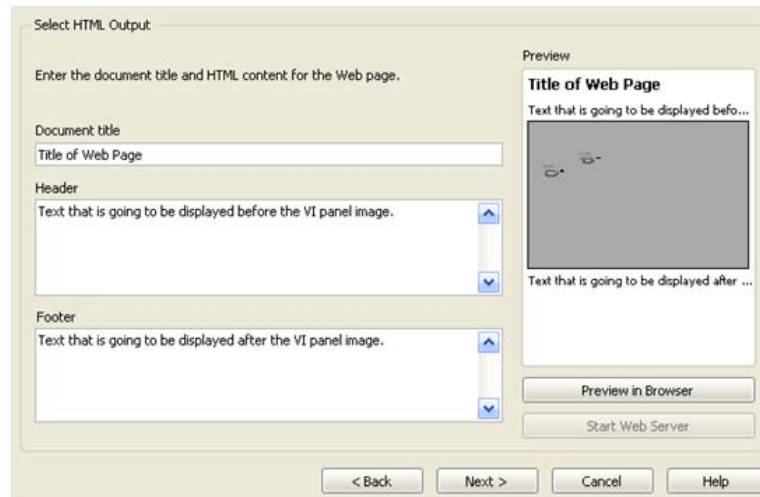 Select HTML Output
Enter the document title and HTML content for the Web page.
Document title
Title of Web Page
Header
Text that is going to be displayed before the VI panel image.
Footer
Text that is going to be displayed after the VI panel image.
Preview
Title of Web Page
Text that is going to be displayed befo...
Text that is going to be displayed after ...
Preview in Browser
Start Web Server
< Back
Next >
Cancel
Help